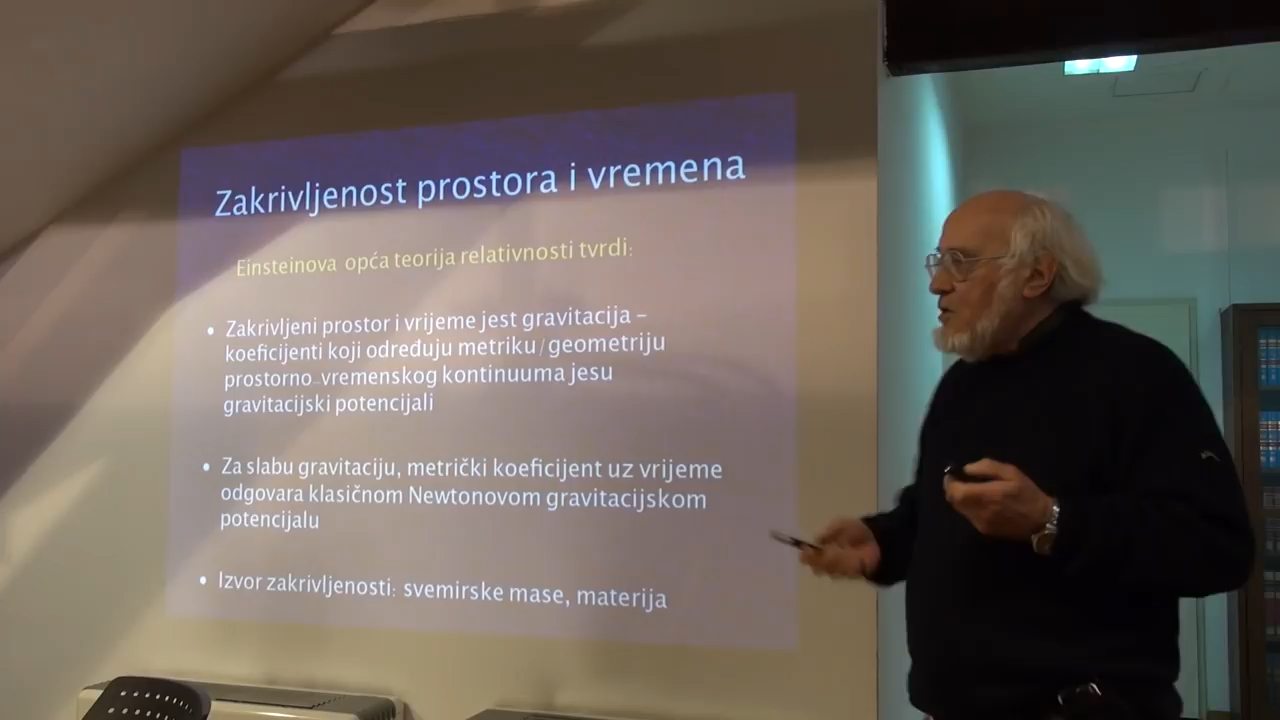 Zakrivljenost prostora i vremena
Einsteinova opća teorija relativnosti tvrdi:
• Zakrivljeni prostor i vrijeme jest gravitacija –
koeficijenti koji određuju metriku/geometriju
prostorno-vremenskog kontinuuma jesu
gravitacijski potencijali
• Za slabu gravitaciju, metrički koeficijent uz vrijeme
odgovara klasičnom Newtonovom gravitacijskom
potencijalu
• Izvor zakrivljenosti: svemirske mase, materija